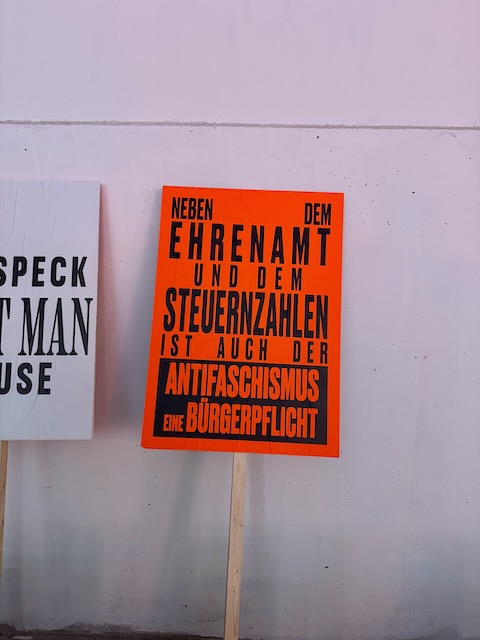 SPECK
T MAN
USE
NEBEN DEM
EHRENAMT
UND DEM
STEUERNZAHLEN
IST AUCH DER
ANTIFASCHISMUS
EINE BÜRGERPFLICHT